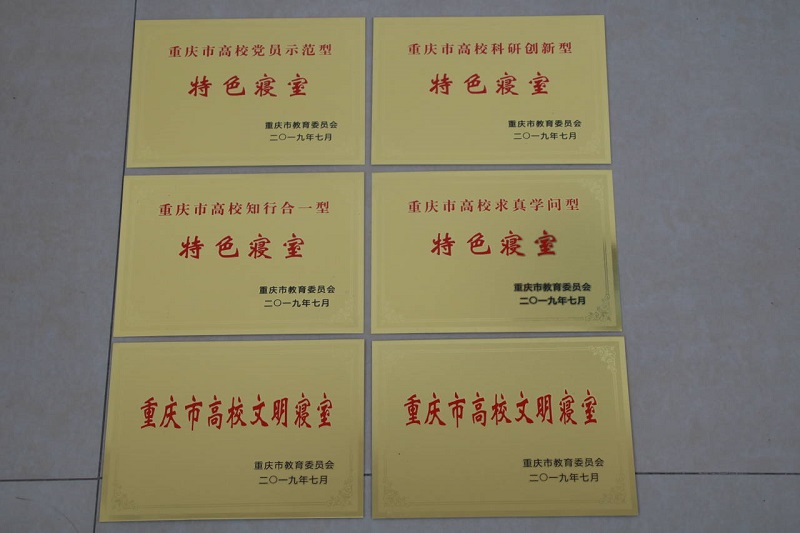 重庆市高校党员示范型
特色寝室
重庆市教育委员会
二〇一九年七月
重庆市高校科研创新型
特色寝室
重庆市教育委员会
二〇一九年七月
重庆市高校知行合一型
特色寝室
重庆市教育委员会
二〇一九年七月
重庆市高校求真学问型
特色寝室
重庆市教育委员会
二〇一九年七月
重庆市高校文明寝室
重庆市教育委员会
二〇一九年七月
重庆市高校文明寝室
重庆市教育委员会
二〇一九年七月